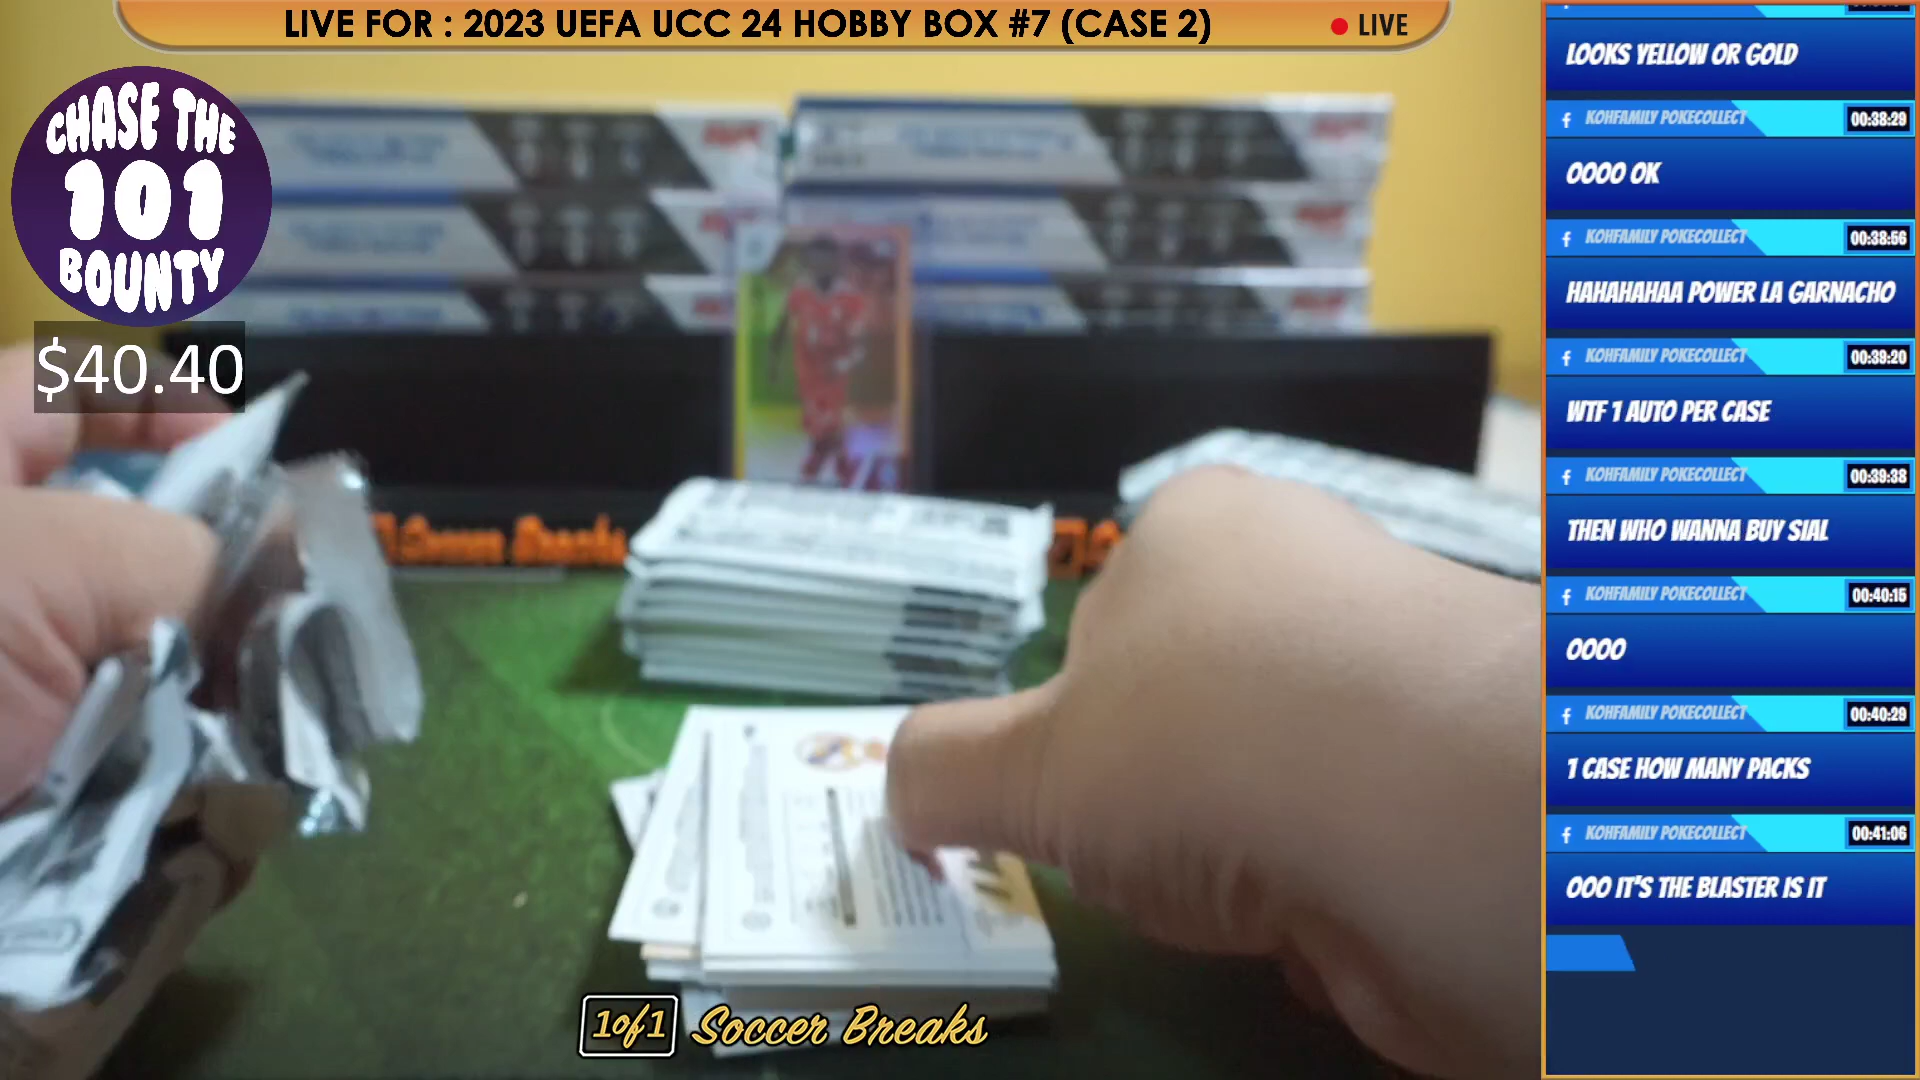 LIVE FOR : 2023 UEFA UCC 24 HOBBY BOX #7 (CASE 2)
LIVE
CHASE THE
101
BOUNTY
$40.40
LOOKS YELLOW OR GOLD
KOHFAMILY POKECOLLECT 00:38:29
OOOO OK
KOHFAMILY POKECOLLECT 00:38:56
HAHAHAHAA POWER LA GARNACHO
KOHFAMILY POKECOLLECT 00:39:20
WTF 1 AUTO PER CASE
KOHFAMILY POKECOLLECT 00:39:38
THEN WHO WANNA BUY SIAL
KOHFAMILY POKECOLLECT 00:40:15
OOOO
KOHFAMILY POKECOLLECT 00:40:29
1 CASE HOW MANY PACKS
KOHFAMILY POKECOLLECT 00:41:06
OOO IT'S THE BLASTER IS IT
Soccer Breaks
1of1 Soccer Breaks